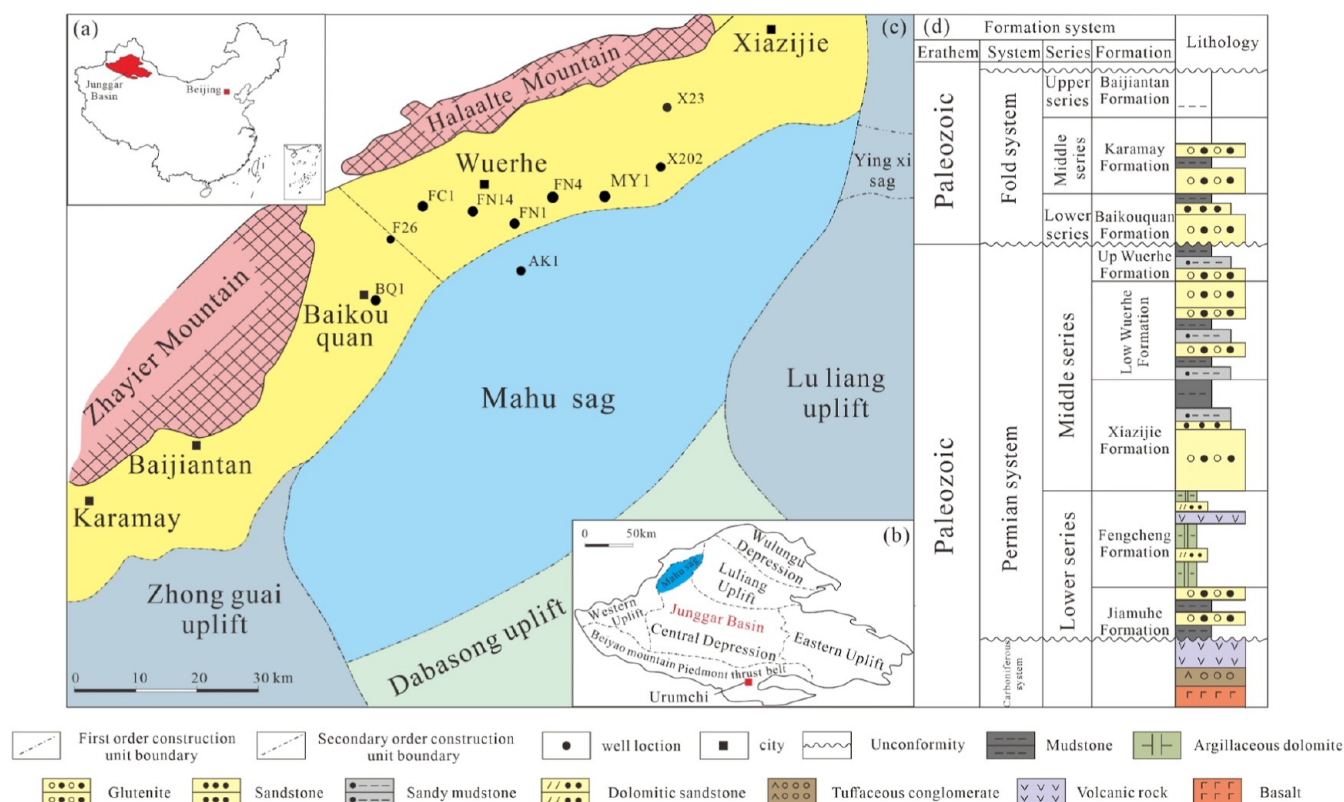 (a)
Junggar
Basin
Beijing
(c)
Xiazijie
Halaalte Mountain
X23
Wuerhe
X202
Ying xi
sag
FC1
FN14
FN4
MY1
FN1
F26
AK1
BQ1
Baikou
quan
Zhayier Mountain
Mahu sag
Lu liang
uplift
Baijiantan
Karamay
Zhong guai
uplift
Dabasong uplift
0 10 20 30 km
(b)
0 50km
Wulungu
Depression
Mahu sag
Luliang
Uplift
Western
Uplift
Junggar Basin
Central Depression
Eastern Uplift
Beiyao mountain Piedmont thrust belt
Urumchi
(d)
Formation system
Lithology
Erathem System Series Formation
Paleozoic
Fold system
Upper
series
Baijiantan
Formation
Middle
series
Karamay
Formation
Lower
series
Baikouquan
Formation
Paleozoic
Permian system
Middle series
Up Wuerhe
Formation
Low Wuerhe
Formation
Xiazijie
Formation
Lower series
Fengcheng
Formation
Jiamuhe
Formation
Carboniferous
system
First order construction
unit boundary
Secondary order construction
unit boundary
well loction
city
Unconformity
Mudstone
Argillaceous dolomite
Glutenite
Sandstone
Sandy mudstone
Dolomitic sandstone
Tuffaceous conglomerate
Volcanic rock
Basalt